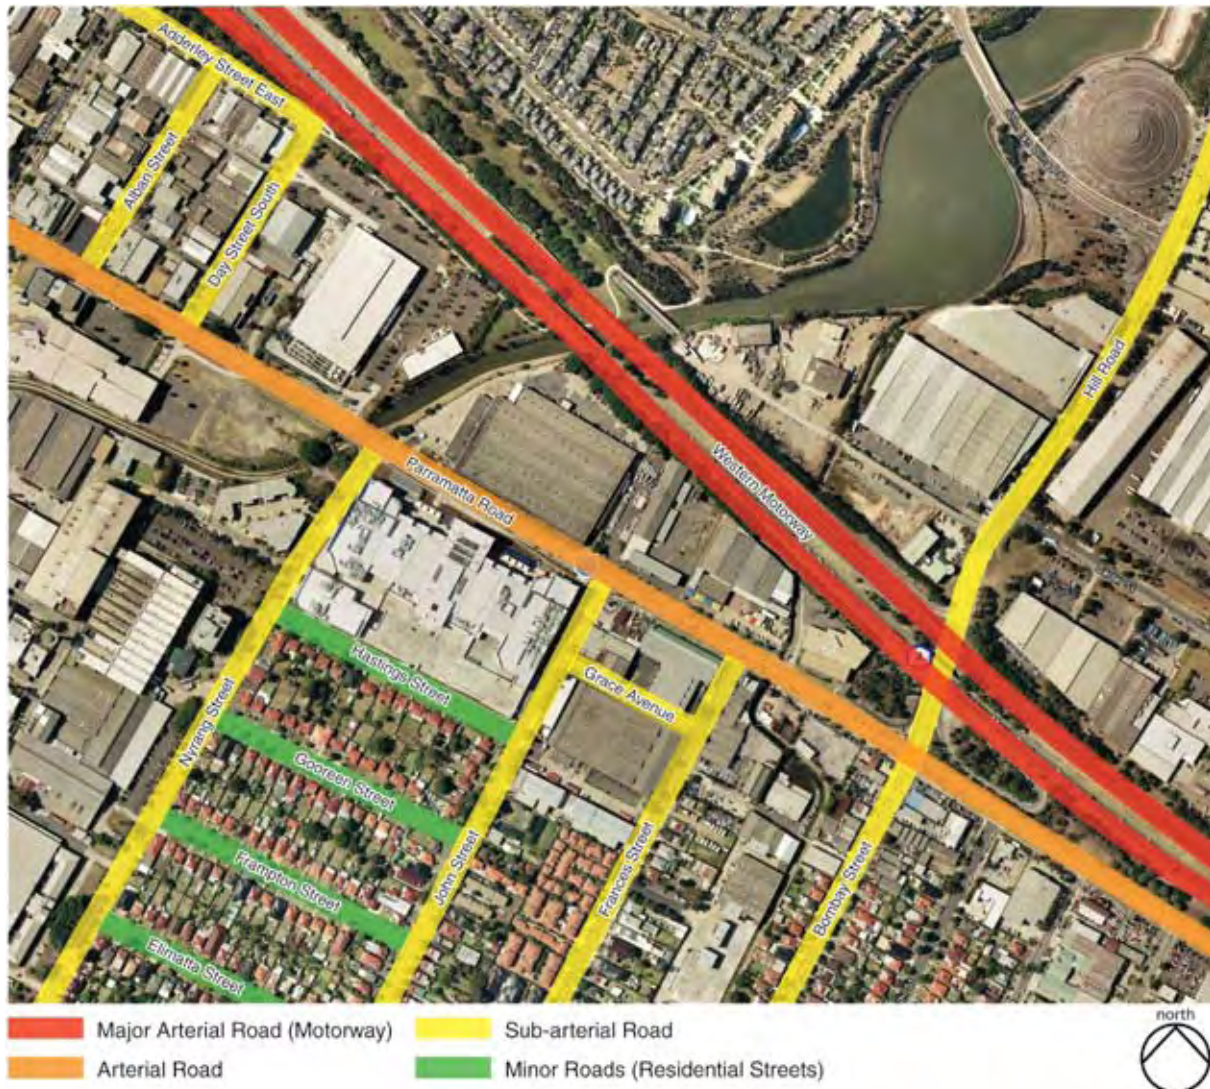 Adderley Street East
Alban Street
Day Street South
Hill Road
Parramatta Road
Western Motorway
Hastings Street
Grace Avenue
Nyrang Street
Gooreen Street
John Street
Frances Street
Bombay Street
Frampton Street
Elimatta Street
Major Arterial Road (Motorway)
Sub-arterial Road
north
Arterial Road
Minor Roads (Residential Streets)